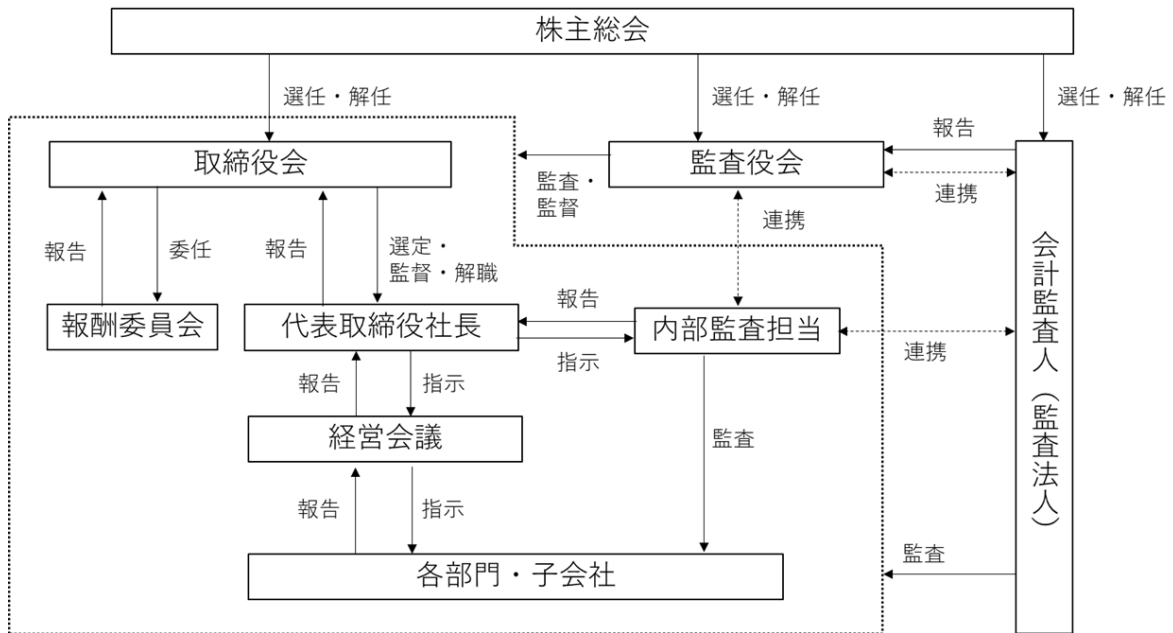 株主総会
選任・解任
選任・解任
選任・解任
取締役会
監査役会
報告
連携
監査・
監督
連携
報告
委任
報告
選定・
監督・解職
報酬委員会
代表取締役社長
報告
指示
内部監査担当
連携
会計監査人（監査法人）
報告
指示
経営会議
監査
報告
指示
各部門・子会社
監査